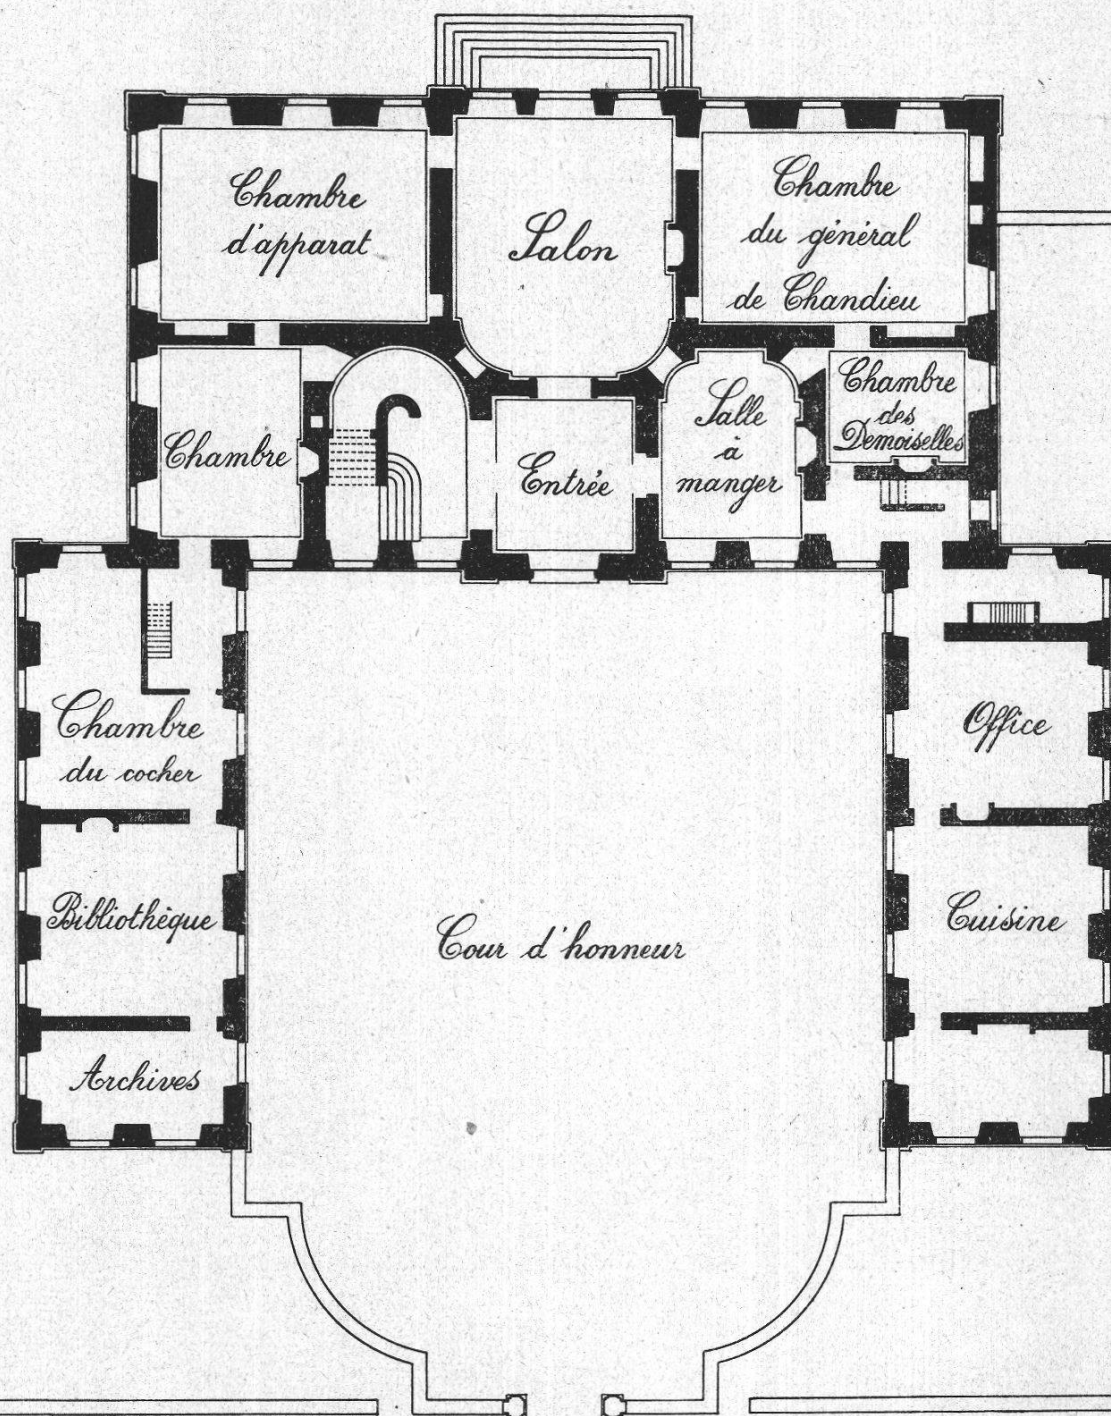 Chambre
d'apparat
Salon
Chambre
du général
de Chandieu
Chambre
Entrée
Salle
à
manger
Chambre
des
Demoiselles
Chambre
du cocher
Office
Bibliothèque
Cour d'honneur
Cuisine
Archives